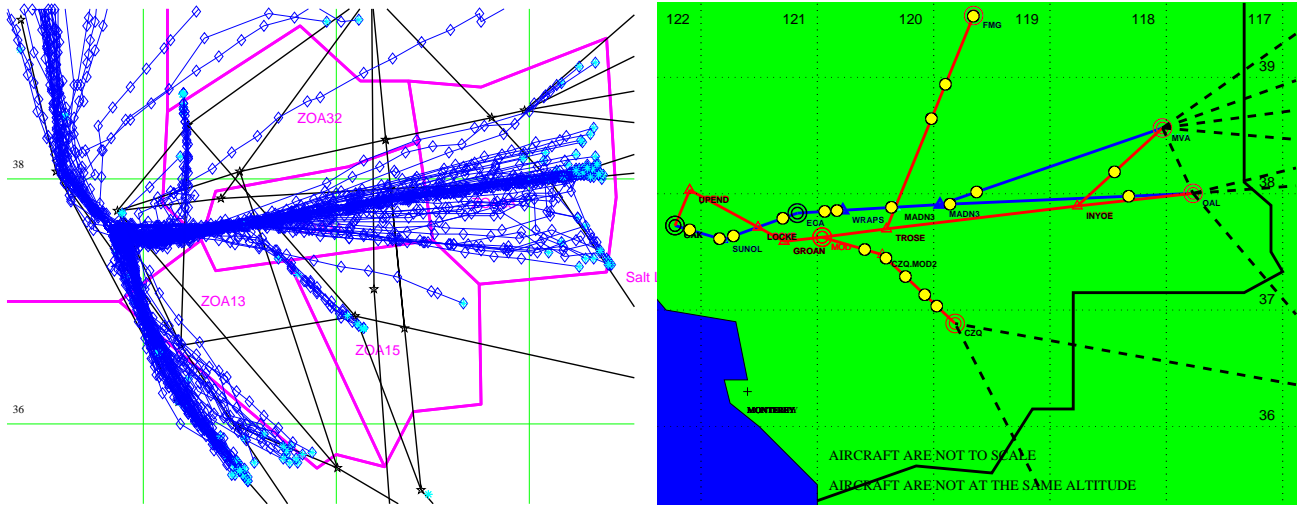 ZOA32
38
ZOA13
Salt L
ZOA15
36
122
121
120
119
118
117
FMG
39
MVA
38
UPEND
OAL
ECA
WRAPS
MADN3
MADN3
INYOE
SUNOL
LOCKE
GROAN
MOD
TROSE
CZQ.MOD2
37
CZQ
MONTEREY
36
AIRCRAFT ARE NOT TO SCALE
AIRCRAFT ARE NOT AT THE SAME ALTITUDE